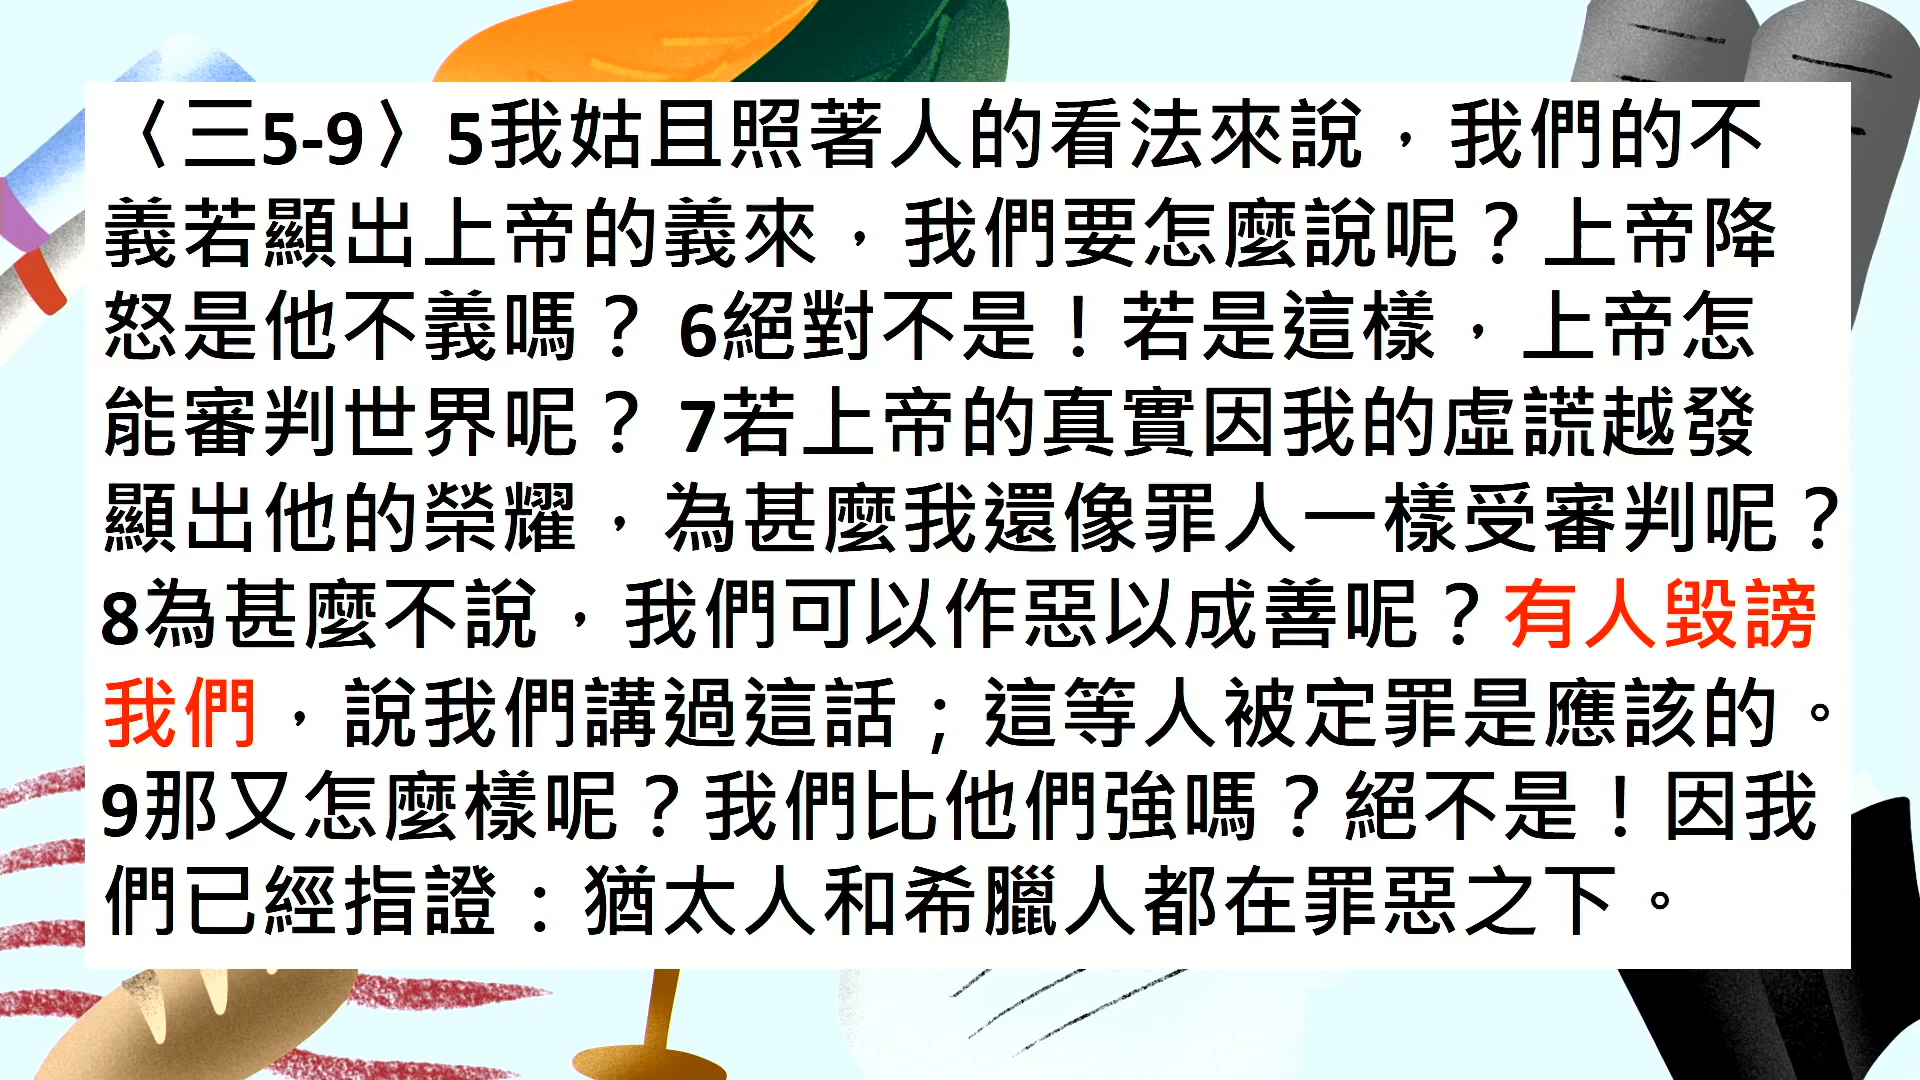 〈三5-9〉5我姑且照著人的看法來說，我們的不
義若顯出上帝的義來，我們要怎麼說呢？上帝降
怒是他不義嗎？ 6絕對不是！若是這樣，上帝怎
能審判世界呢？ 7若上帝的真實因我的虛謊越發
顯出他的榮耀，為甚麼我還像罪人一樣受審判呢？
8為甚麼不說，我們可以作惡以成善呢？有人毀謗
我們，說我們講過這話；這等人被定罪是應該的。
9那又怎麼樣呢？我們比他們強嗎？絕不是！因我
們已經指證：猶太人和希臘人都在罪惡之下。